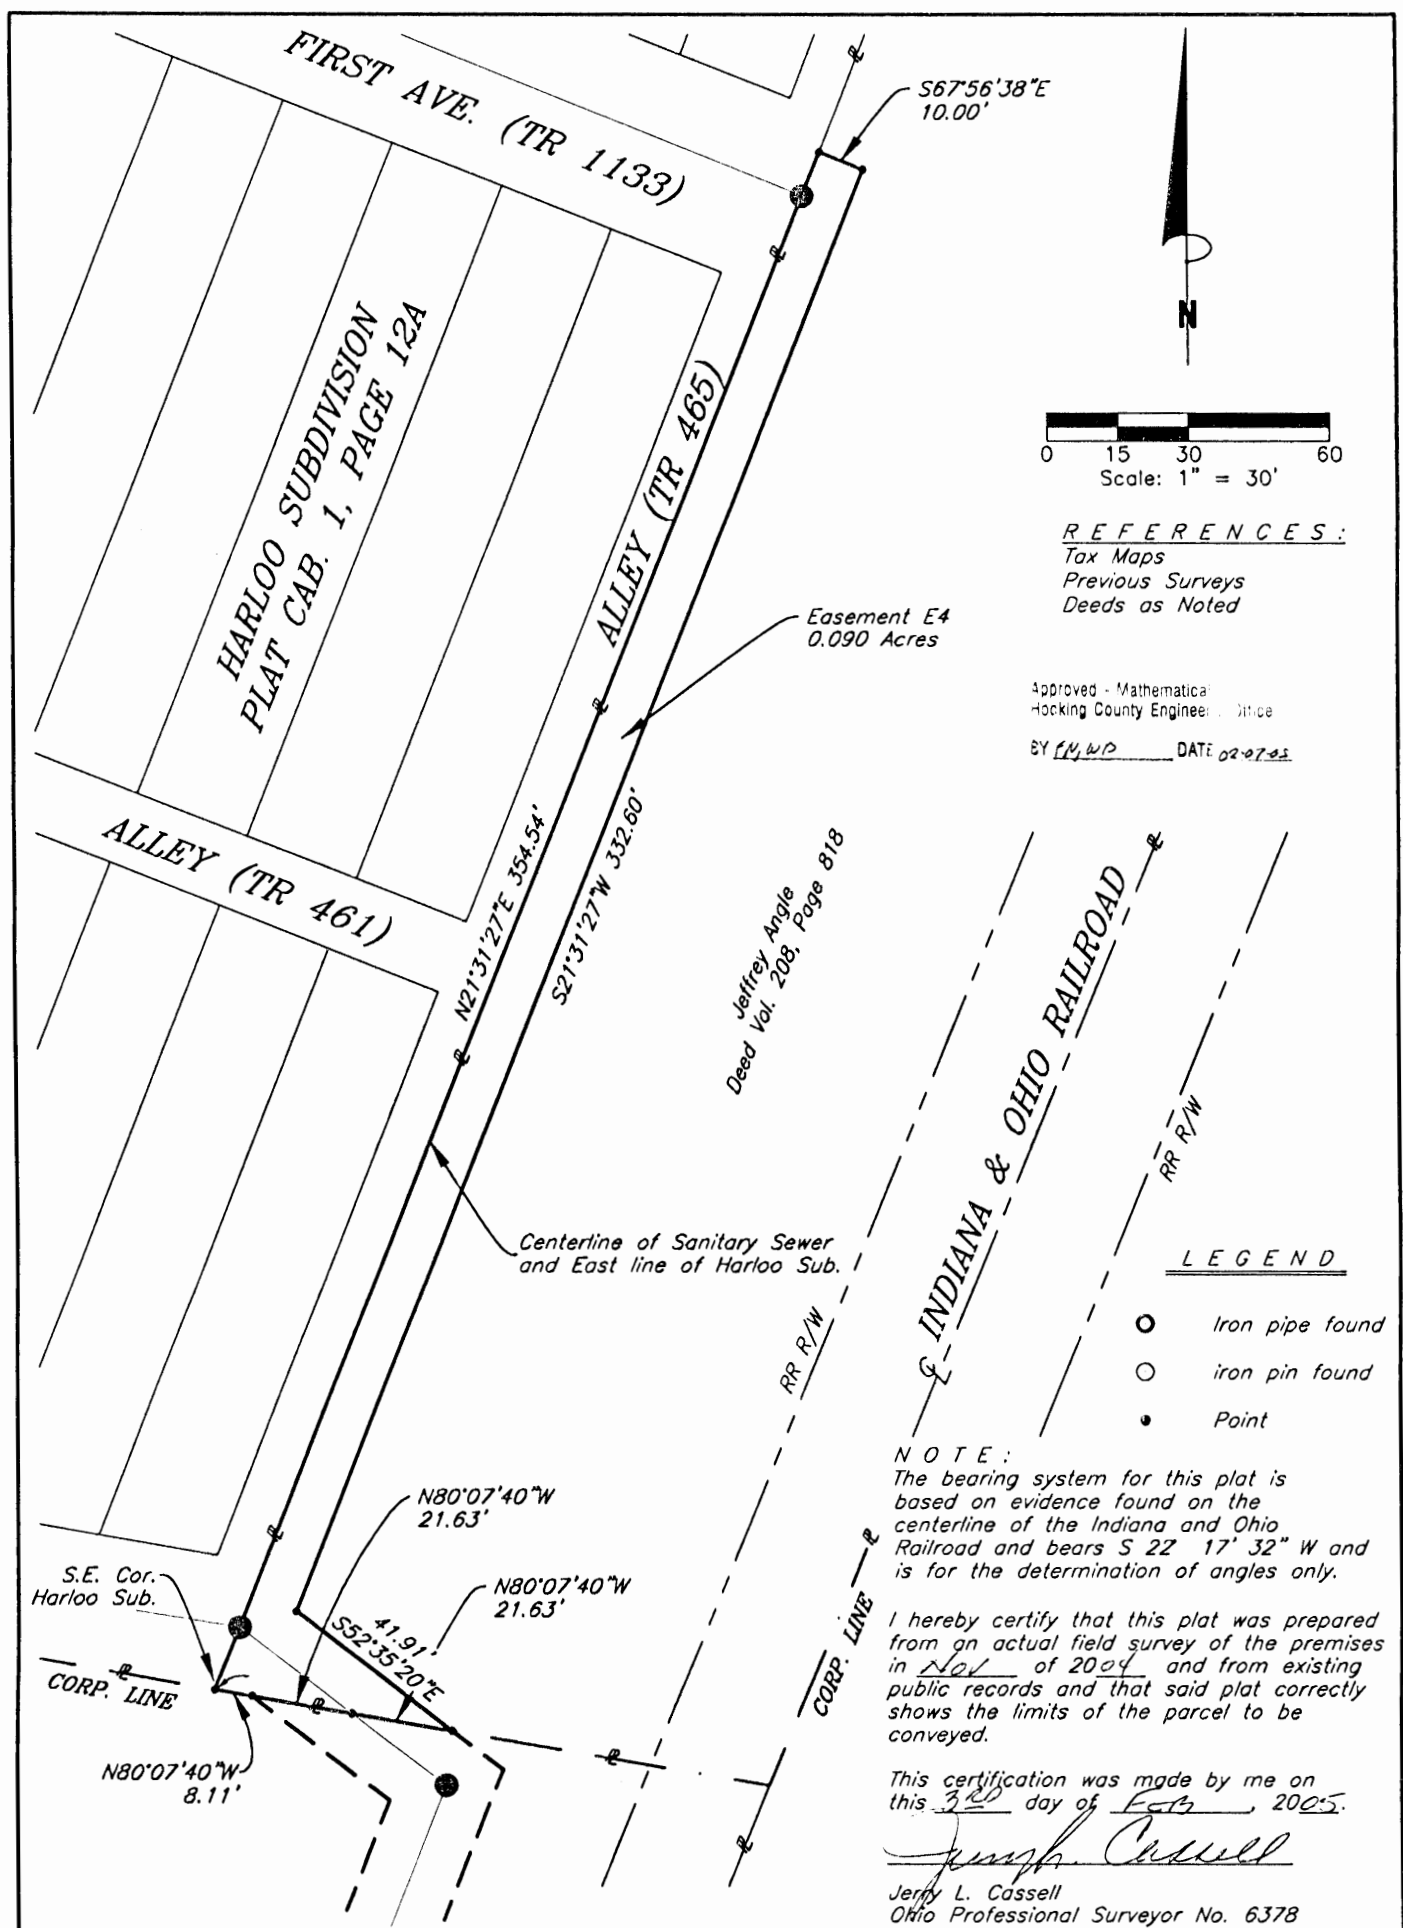 FIRST AVE. (TR 1133)
S67°56'38"E
10.00'
N
HARLOO SUBDIVISION
PLAT CAB. 1, PAGE 12A
ALLEY (TR 465)
0 15 30 60
Scale: 1" = 30'
REFERENCES:
Tax Maps
Previous Surveys
Deeds as Noted
Easement E4
0.090 Acres
Approved - Mathematical
Hocking County Engineer Office
BY DATE 02-07-05
ALLEY (TR 461)
N21°31'27"E 354.54'
S21°31'27"W 332.60'
Jeffrey Angle
Deed Vol. 208, Page 818
INDIANA & OHIO RAILROAD
RR R/W
Centerline of Sanitary Sewer
and East line of Harloo Sub.
RR R/W
LEGEND
Iron pipe found
iron pin found
Point
N80°07'40"W
21.63'
S.E. Cor.
Harloo Sub.
N80°07'40"W
21.63'
41.91'
S52°35'20"E
CORP. LINE
CORP. LINE
N80°07'40"W
8.11'
NOTE:
The bearing system for this plat is
based on evidence found on the
centerline of the Indiana and Ohio
Railroad and bears S 22° 17' 32" W and
is for the determination of angles only.
I hereby certify that this plat was prepared
from an actual field survey of the premises
in Nov of 2004 and from existing
public records and that said plat correctly
shows the limits of the parcel to be
conveyed.
This certification was made by me on
this 3RD day of FEB, 2005.
Jerry L. Cassell
Jerry L. Cassell
Ohio Professional Surveyor No. 6378